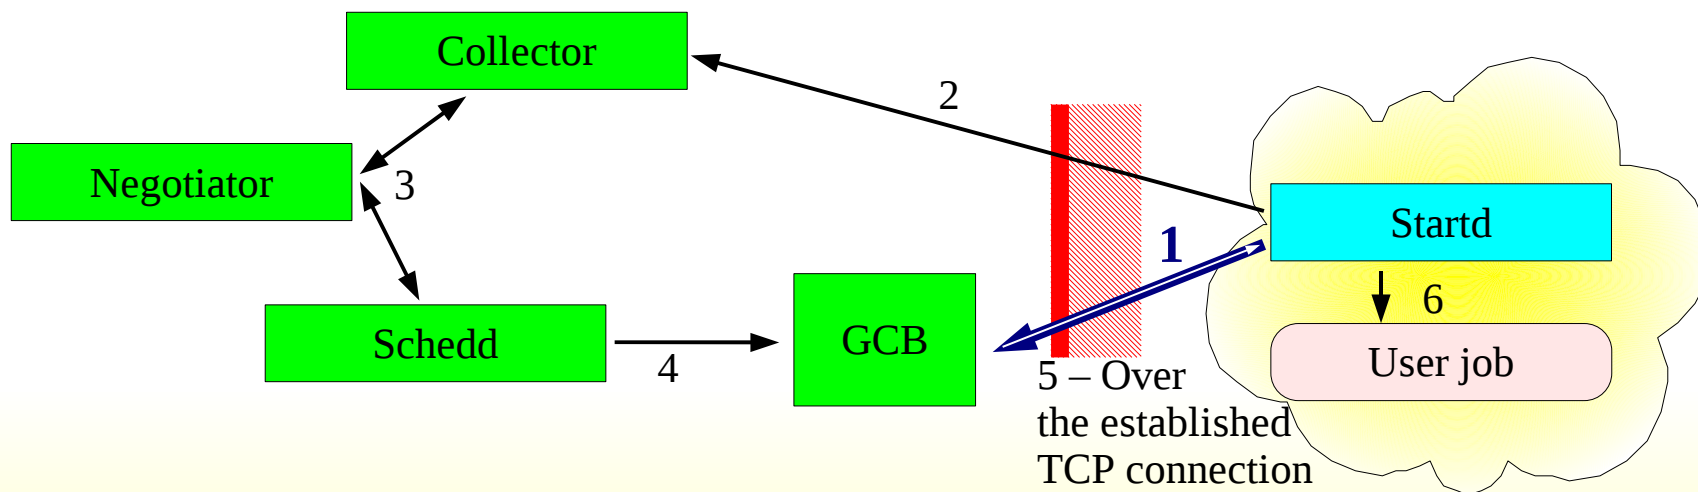 Collector
2
Negotiator
3
1
Startd
6
Schedd
4
GCB
User job
5 – Over
the established
TCP connection